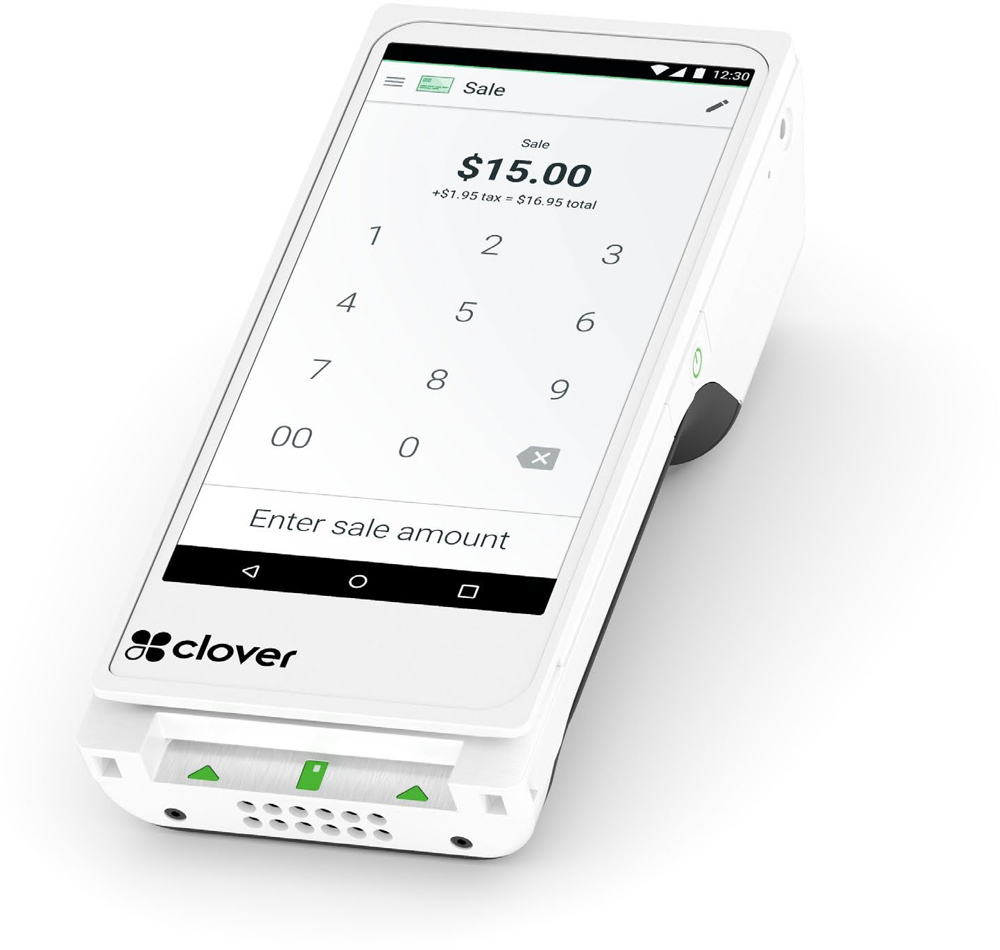 12:30
Sale
Sale
$15.00
+$1.95 tax = $16.95 total
1 2 3
4 5 6
7 8 9
00 0
Enter sale amount
clover